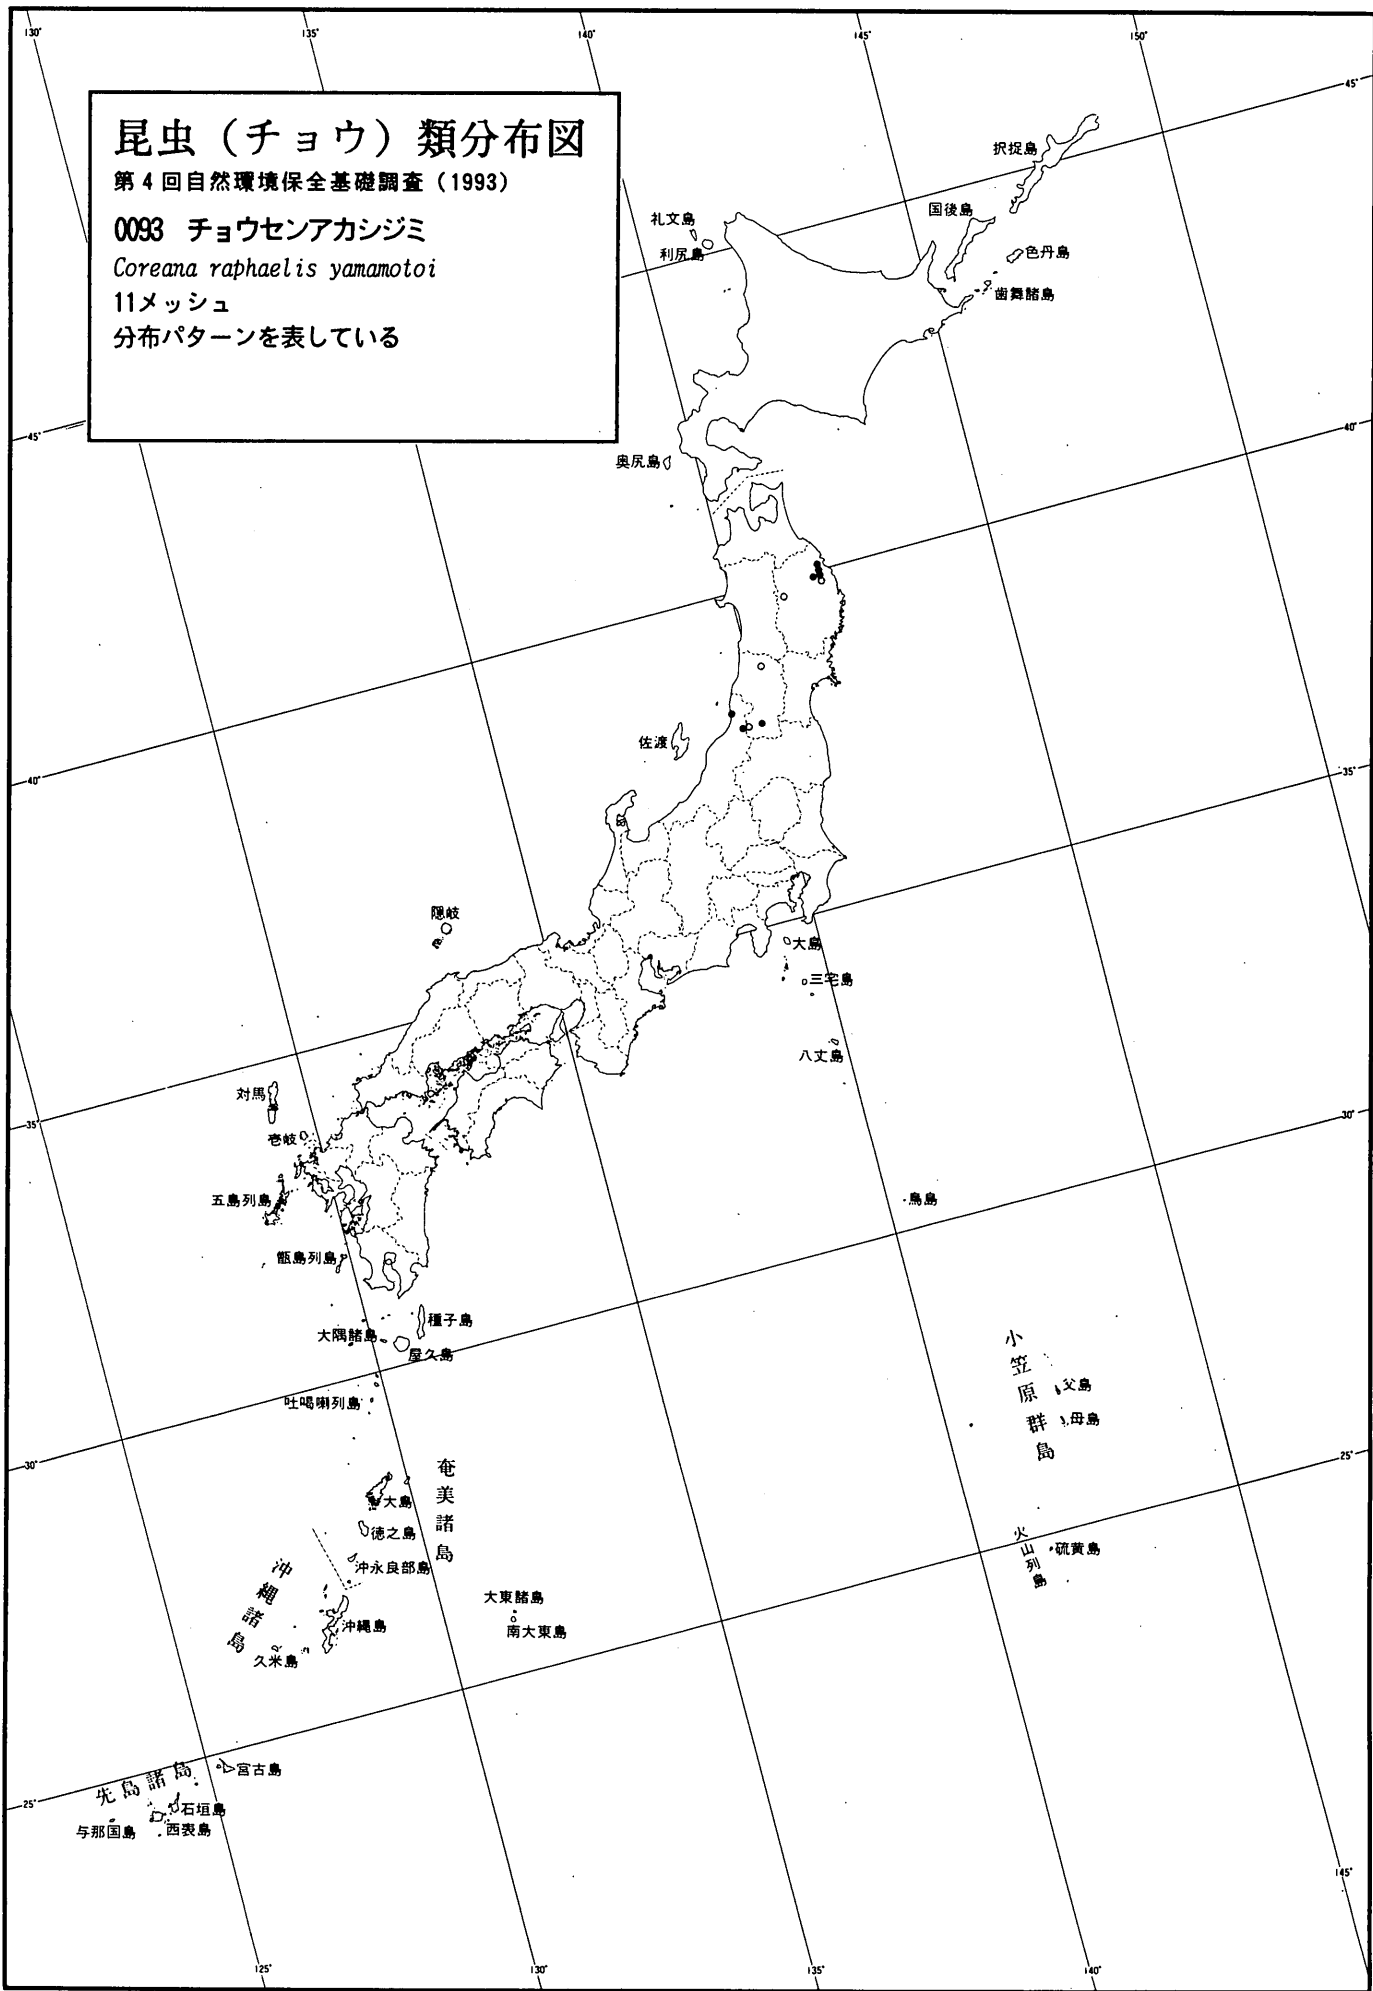 130°
135°
140°
145°
150°
昆虫（チョウ）類分布図
第4回自然環境保全基礎調査（1993）
0093 チョウセンアカシジミ
Coreana raphaelis yamamotoi
11メッシュ
分布パターンを表している
45°
択捉島
国後島
色丹島
歯舞諸島
礼文島
利尻島
45°
40°
奥尻島
佐渡
40°
35°
隠岐
大島
三宅島
八丈島
対馬
壱岐
35°
30°
五島列島
鳥島
甑島列島
種子島
大隅諸島
屋久島
吐喝喇列島
小笠原群島
父島
母島
30°
25°
奄美諸島
大島
徳之島
沖永良部島
火山列島
硫黄島
沖縄諸島
沖縄島
久米島
大東諸島
南大東島
先島諸島
宮古島
石垣島
西表島
与那国島
25°
145°
125°
130°
135°
140°